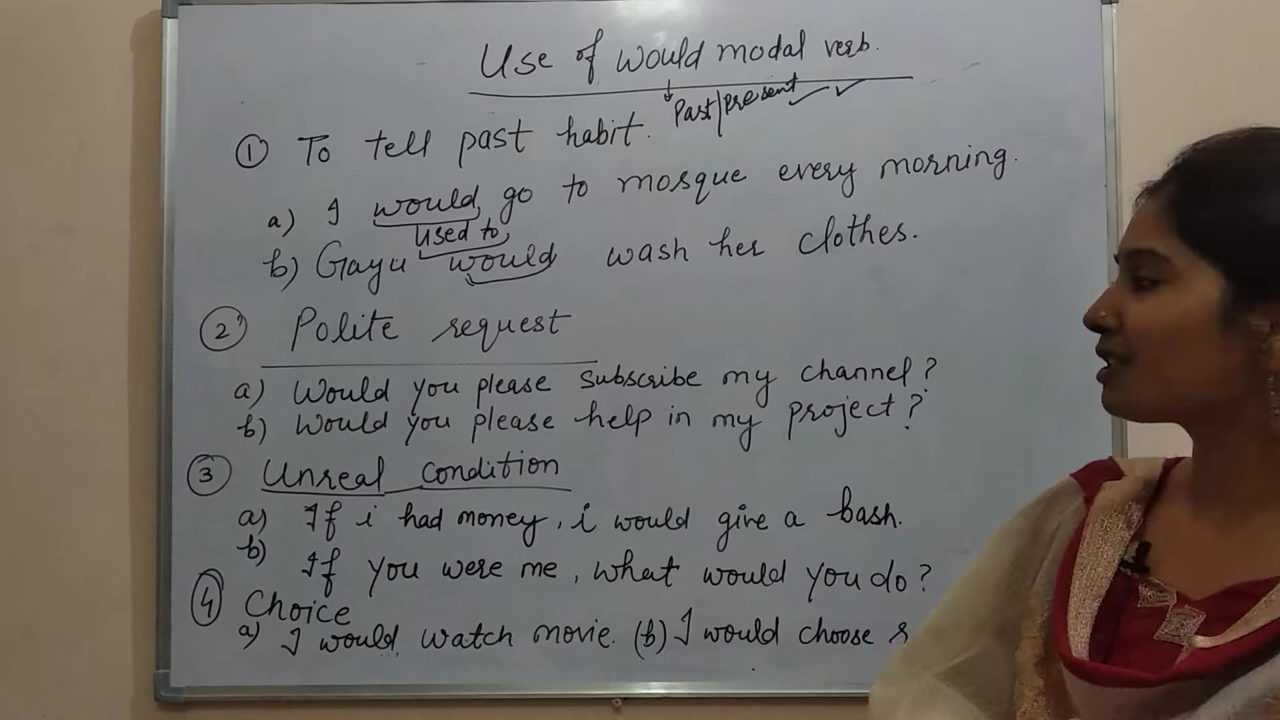 Use of would modal verb.
↓ Past/present ✓ ✓
① To tell past habit.
a) I would go to mosque every morning.
used to
b) Gayu would wash her clothes.
② Polite request
a) Would you please subscribe my channel?
b) Would you please help in my project?
③ Unreal condition
a) If i had money, i would give a bash.
b) If you were me, what would you do?
④ Choice
a) I would watch movie. (b) I would choose